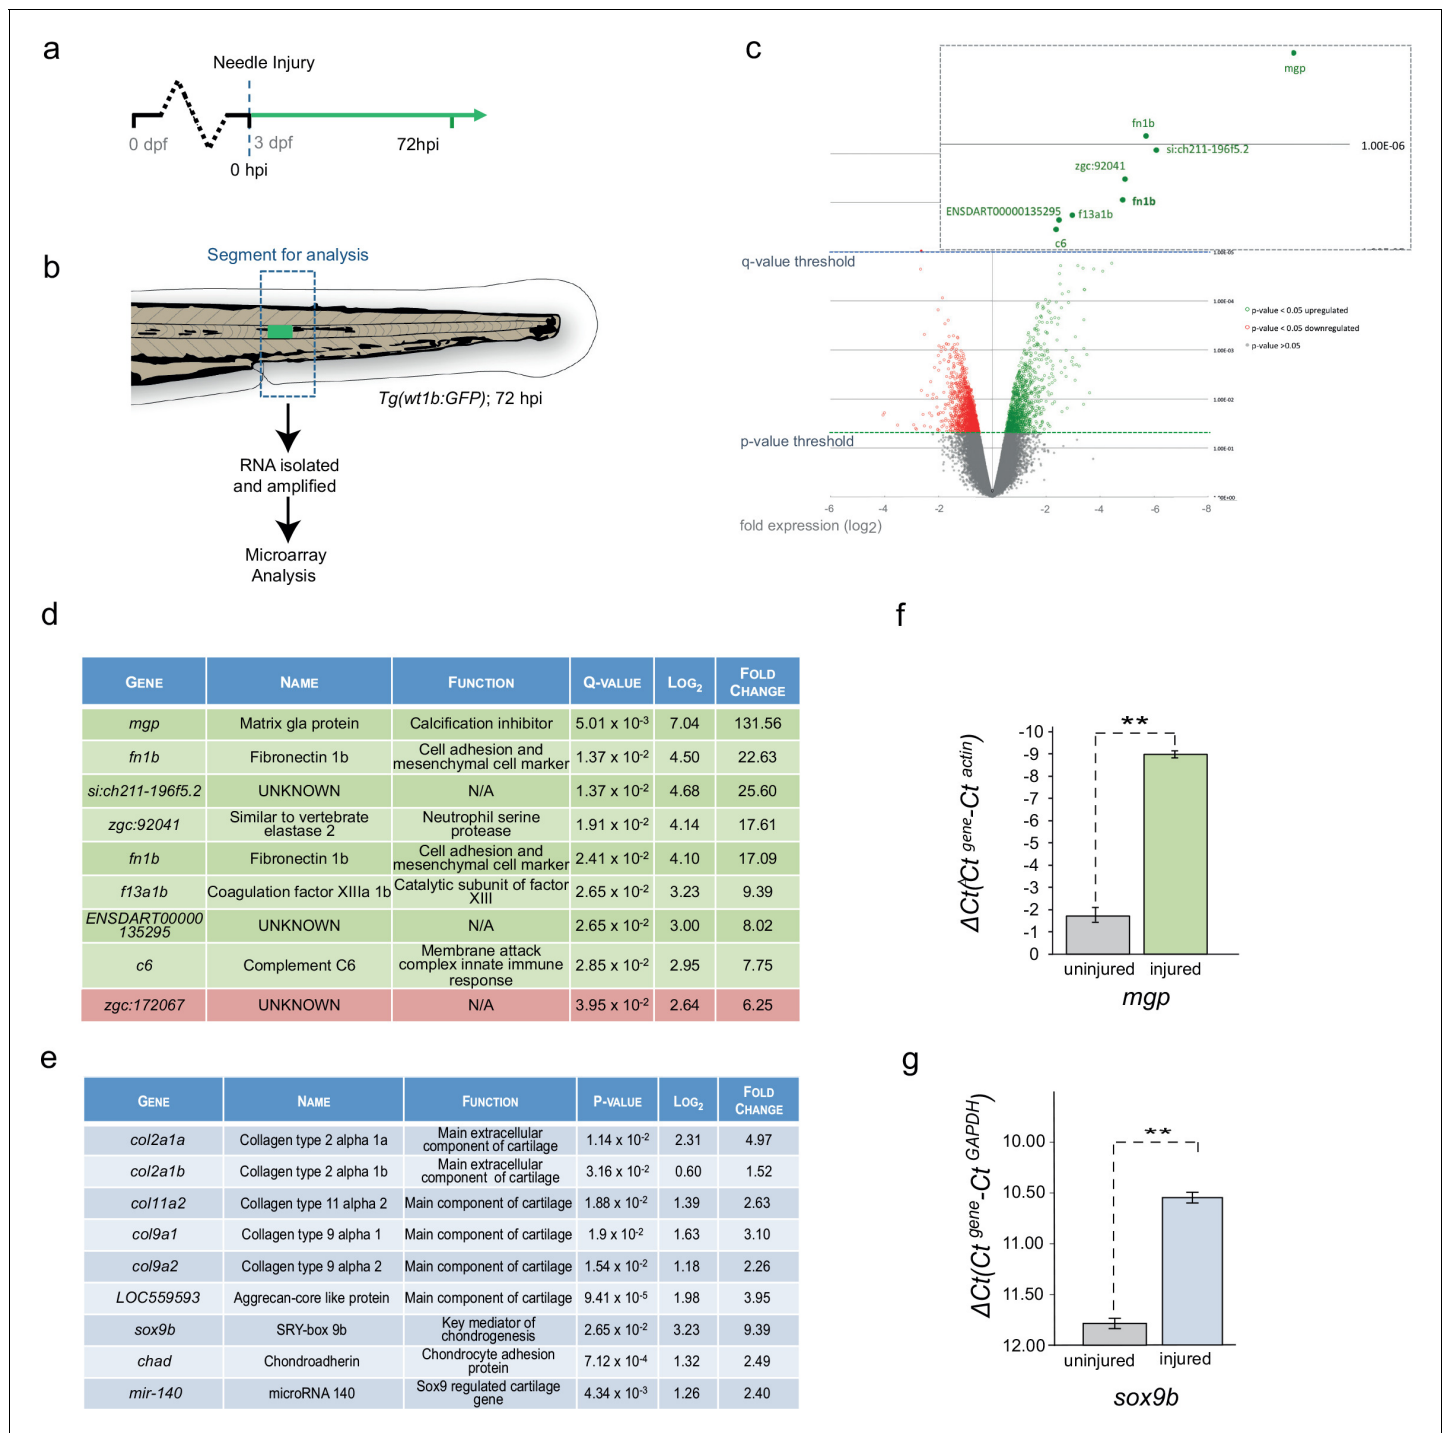 a
Needle Injury
0 dpf
3 dpf
72hpi
0 hpi
b
Segment for analysis
Tg(wt1b:GFP); 72 hpi
RNA isolated
and amplified
Microarray
Analysis
c
mgp
fn1b
1.00E-06
si:ch211-196f5.2
zgc:92041
fn1b
ENSDART00000135295
f13a1b
c6
q-value threshold
1.00E-05
1.00E-04
p-value < 0.05 upregulated
p-value < 0.05 downregulated
p-value >0.05
1.00E-03
1.00E-02
p-value threshold
1.00E-01
-6 -4 -2 -2 -4 -6 -8
fold expression (log2)
d
GENE NAME FUNCTION Q-VALUE LOG2 FOLD CHANGE
mgp Matrix gla protein Calcification inhibitor 5.01 x 10-3 7.04 131.56
fn1b Fibronectin 1b Cell adhesion and mesenchymal cell marker 1.37 x 10-2 4.50 22.63
si:ch211-196f5.2 UNKNOWN N/A 1.37 x 10-2 4.68 25.60
zgc:92041 Similar to vertebrate elastase 2 Neutrophil serine protease 1.91 x 10-2 4.14 17.61
fn1b Fibronectin 1b Cell adhesion and mesenchymal cell marker 2.41 x 10-2 4.10 17.09
f13a1b Coagulation factor XIIIa 1b Catalytic subunit of factor XIII 2.65 x 10-2 3.23 9.39
ENSDART00000135295 UNKNOWN N/A 2.65 x 10-2 3.00 8.02
c6 Complement C6 Membrane attack complex innate immune response 2.85 x 10-2 2.95 7.75
zgc:172067 UNKNOWN N/A 3.95 x 10-2 2.64 6.25
e
GENE NAME FUNCTION P-VALUE LOG2 FOLD CHANGE
col2a1a Collagen type 2 alpha 1a Main extracellular component of cartilage 1.14 x 10-2 2.31 4.97
col2a1b Collagen type 2 alpha 1b Main extracellular component of cartilage 3.16 x 10-2 0.60 1.52
col11a2 Collagen type 11 alpha 2 Main component of cartilage 1.88 x 10-2 1.39 2.63
col9a1 Collagen type 9 alpha 1 Main component of cartilage 1.9 x 10-2 1.63 3.10
col9a2 Collagen type 9 alpha 2 Main component of cartilage 1.54 x 10-2 1.18 2.26
LOC559593 Aggrecan-core like protein Main component of cartilage 9.41 x 10-5 1.98 3.95
sox9b SRY-box 9b Key mediator of chondrogenesis 2.65 x 10-2 3.23 9.39
chad Chondroadherin Chondrocyte adhesion protein 7.12 x 10-4 1.32 2.49
mir-140 microRNA 140 Sox9 regulated cartilage gene 4.34 x 10-3 1.26 2.40
f
ΔCt(Ct gene-Ct actin)
-10
-9
-8
-7
-6
-5
-4
-3
-2
-1
0
**
uninjured injured
mgp
g
ΔCt(Ct gene-Ct GAPDH)
10.00
10.50
11.00
11.50
12.00
**
uninjured injured
sox9b